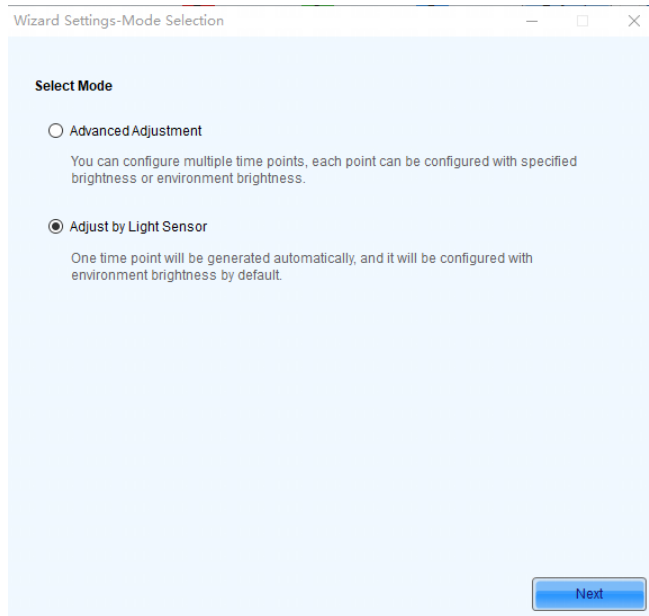 Wizard Settings-Mode Selection
Select Mode
Advanced Adjustment
You can configure multiple time points, each point can be configured with specified
brightness or environment brightness.
Adjust by Light Sensor
One time point will be generated automatically, and it will be configured with
environment brightness by default.
Next